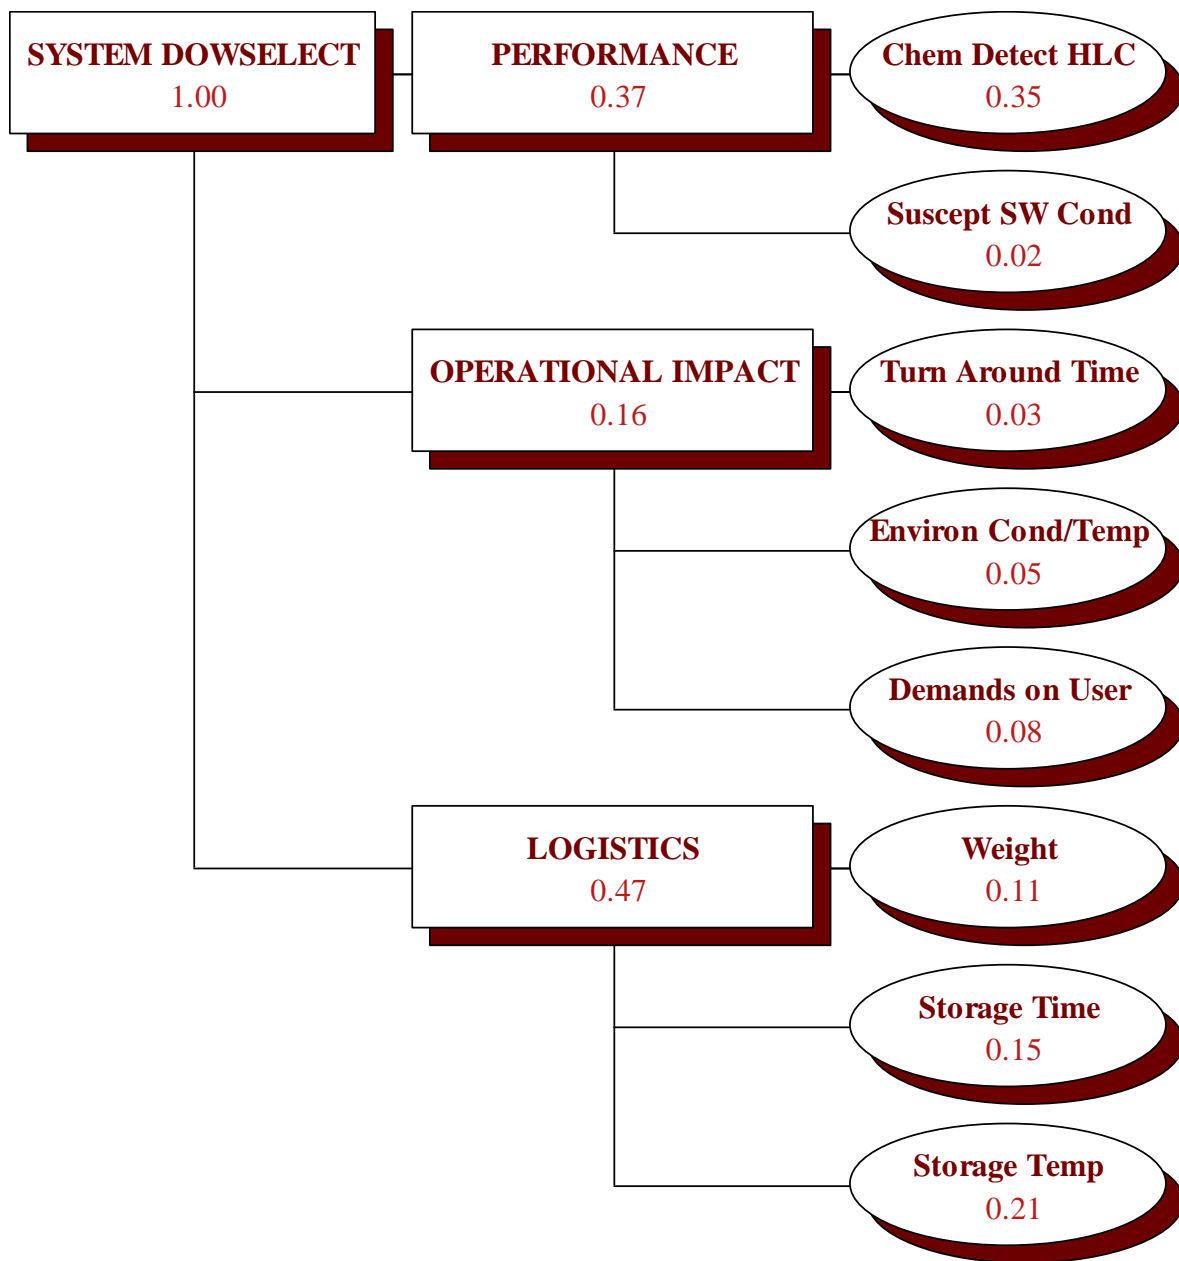 SYSTEM DOWSELECT
1.00
PERFORMANCE
0.37
Chem Detect HLC
0.35
Suscept SW Cond
0.02
OPERATIONAL IMPACT
0.16
Turn Around Time
0.03
Environ Cond/Temp
0.05
Demands on User
0.08
LOGISTICS
0.47
Weight
0.11
Storage Time
0.15
Storage Temp
0.21